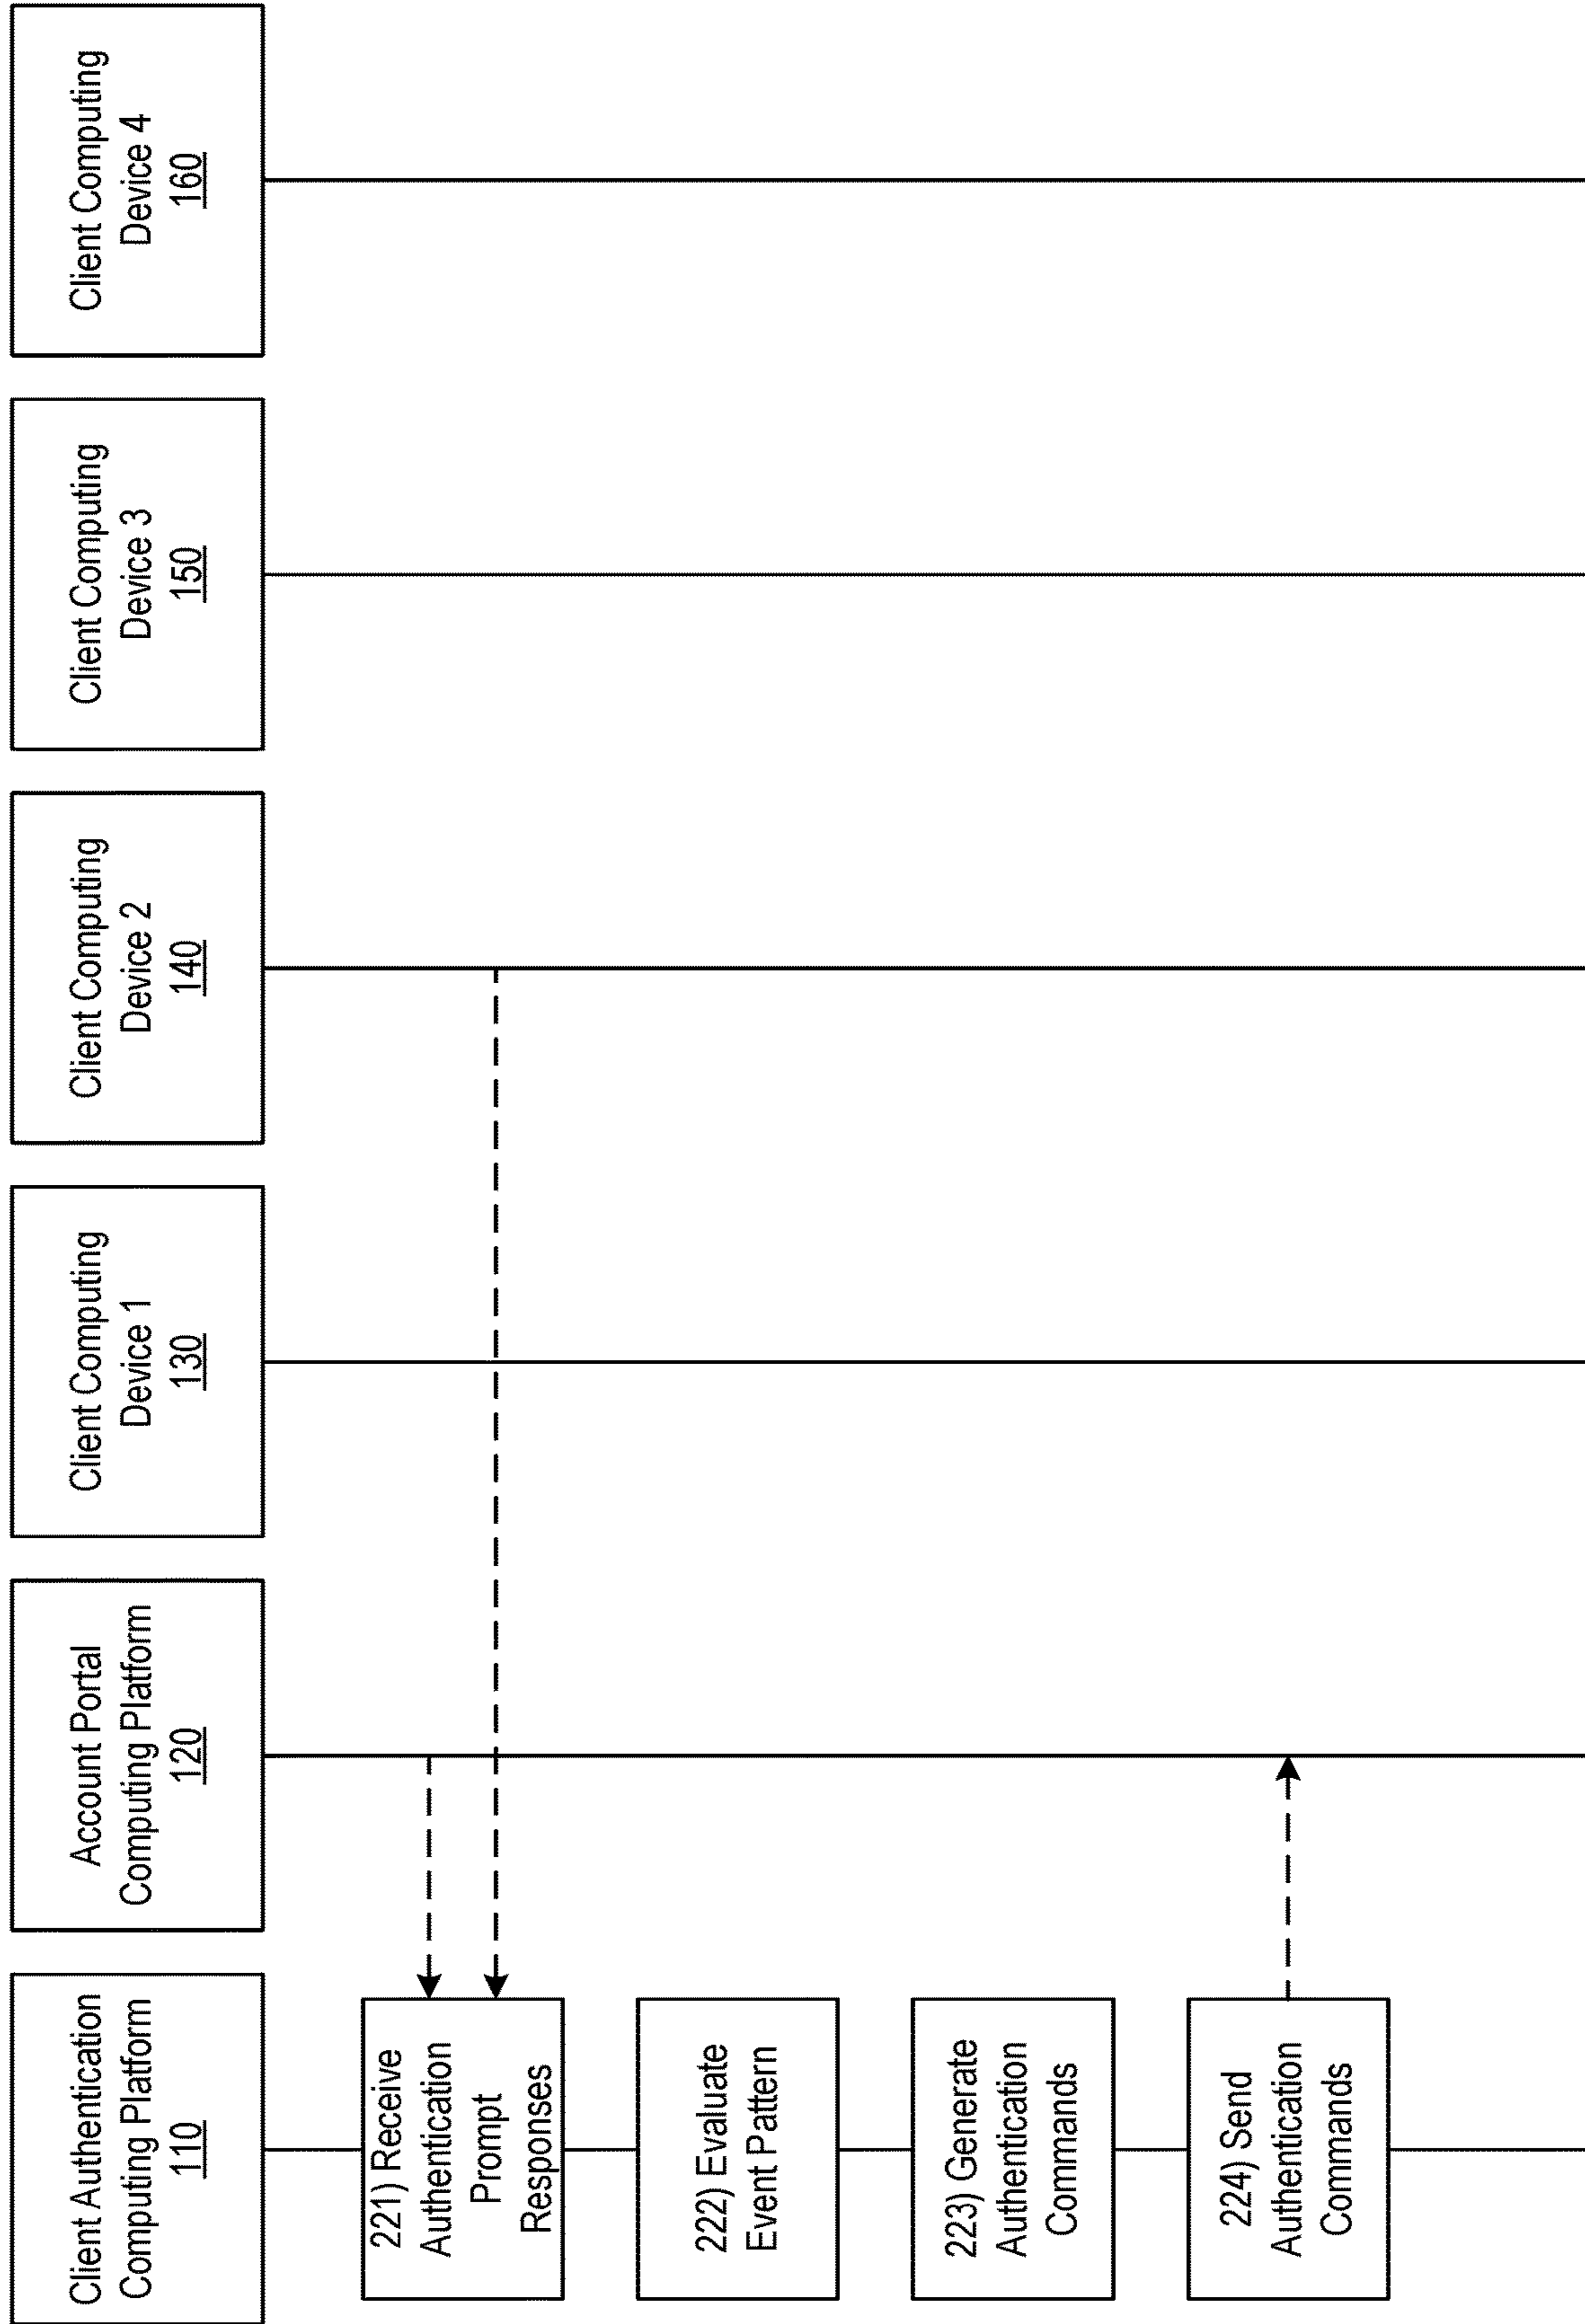 Client Authentication
Computing Platform
110
Account Portal
Computing Platform
120
Client Computing
Device 1
130
Client Computing
Device 2
140
Client Computing
Device 3
150
Client Computing
Device 4
160
221) Receive
Authentication
Prompt
Responses
222) Evaluate
Event Pattern
223) Generate
Authentication
Commands
224) Send
Authentication
Commands